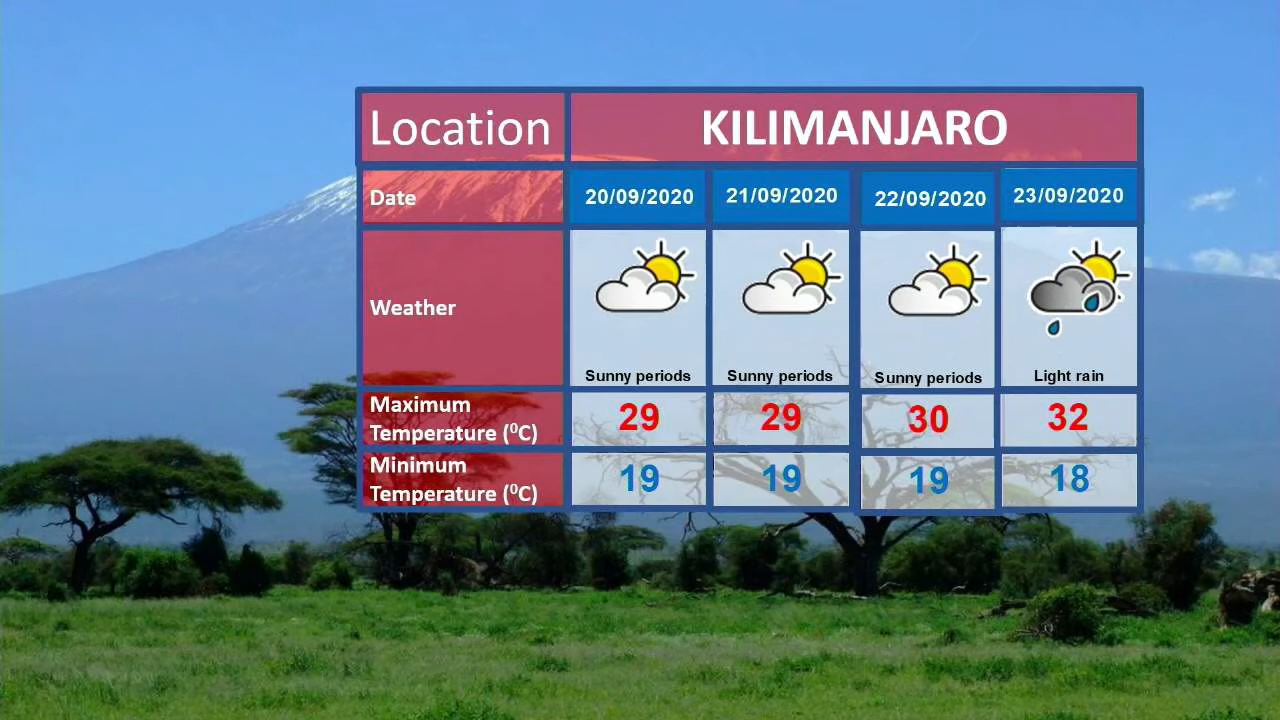 Location KILIMANJARO
Date 20/09/2020 21/09/2020 22/09/2020 23/09/2020
Weather Sunny periods Sunny periods Sunny periods Light rain
Maximum
Temperature (⁰C) 29 29 30 32
Minimum
Temperature (⁰C) 19 19 19 18